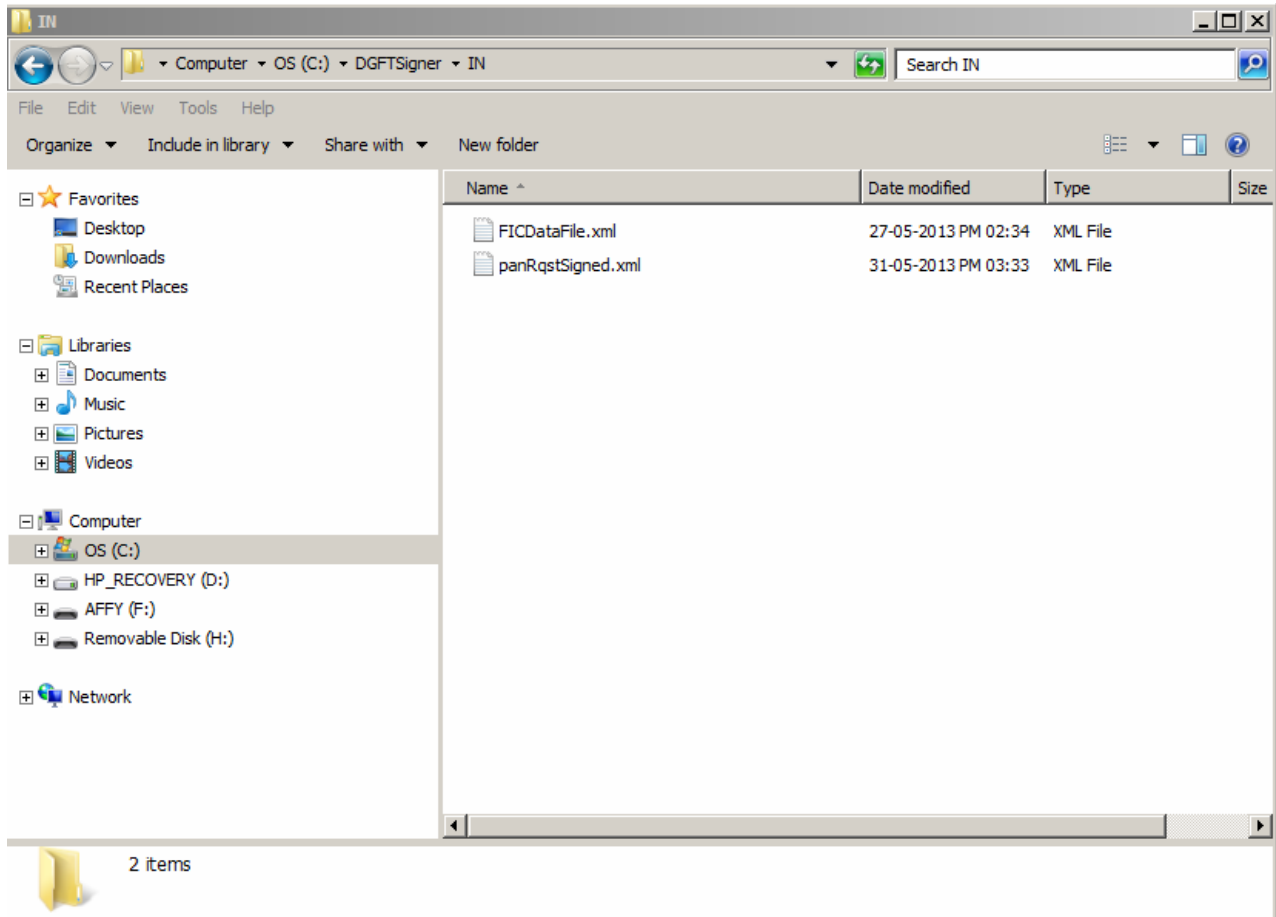 IN
Computer OS (C:) DGFTSigner IN
Search IN
File Edit View Tools Help
Organize Include in library Share with New folder
Name Date modified Type Size
Favorites
Desktop
Downloads
Recent Places
Libraries
Documents
Music
Pictures
Videos
Computer
OS (C:)
HP_RECOVERY (D:)
AFFY (F:)
Removable Disk (H:)
Network
FICDataFile.xml 27-05-2013 PM 02:34 XML File
panRqstSigned.xml 31-05-2013 PM 03:33 XML File
2 items